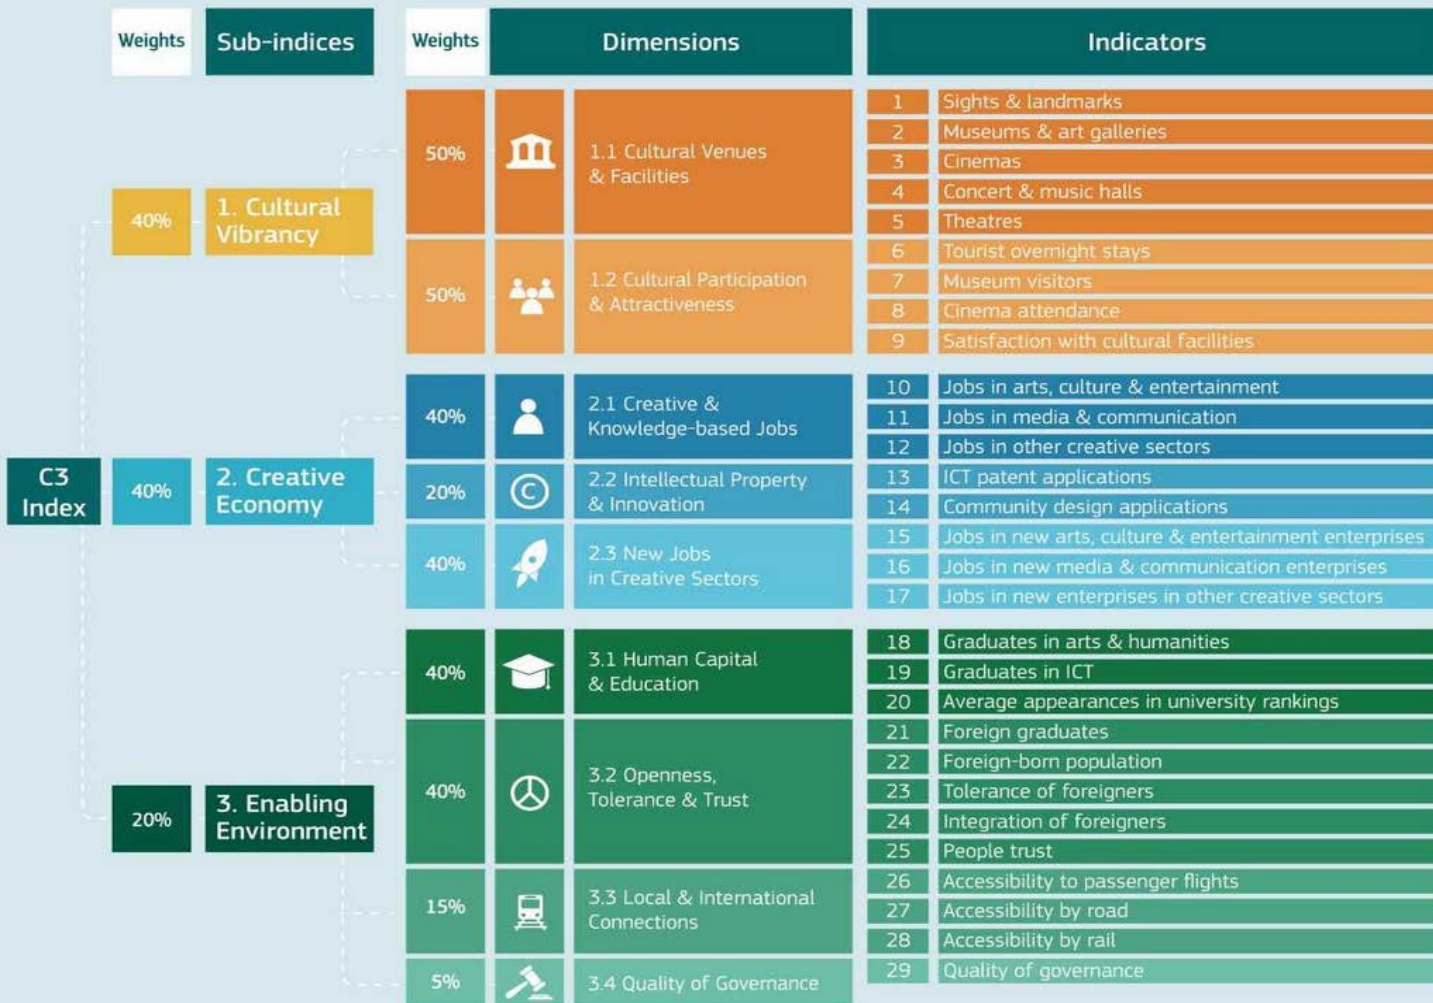 Weights
Sub-indices
Weights
Dimensions
Indicators
C3
Index
40%
1. Cultural
Vibrancy
50%
1.1 Cultural Venues
& Facilities
1 Sights & landmarks
2 Museums & art galleries
3 Cinemas
4 Concert & music halls
5 Theatres
50%
1.2 Cultural Participation
& Attractiveness
6 Tourist overnight stays
7 Museum visitors
8 Cinema attendance
9 Satisfaction with cultural facilities
40%
2. Creative
Economy
40%
2.1 Creative &
Knowledge-based Jobs
10 Jobs in arts, culture & entertainment
11 Jobs in media & communication
12 Jobs in other creative sectors
20%
©
2.2 Intellectual Property
& Innovation
13 ICT patent applications
14 Community design applications
40%
2.3 New Jobs
in Creative Sectors
15 Jobs in new arts, culture & entertainment enterprises
16 Jobs in new media & communication enterprises
17 Jobs in new enterprises in other creative sectors
20%
3. Enabling
Environment
40%
3.1 Human Capital
& Education
18 Graduates in arts & humanities
19 Graduates in ICT
20 Average appearances in university rankings
40%
3.2 Openness,
Tolerance & Trust
21 Foreign graduates
22 Foreign-born population
23 Tolerance of foreigners
24 Integration of foreigners
25 People trust
15%
3.3 Local & International
Connections
26 Accessibility to passenger flights
27 Accessibility by road
28 Accessibility by rail
5%
3.4 Quality of Governance
29 Quality of governance